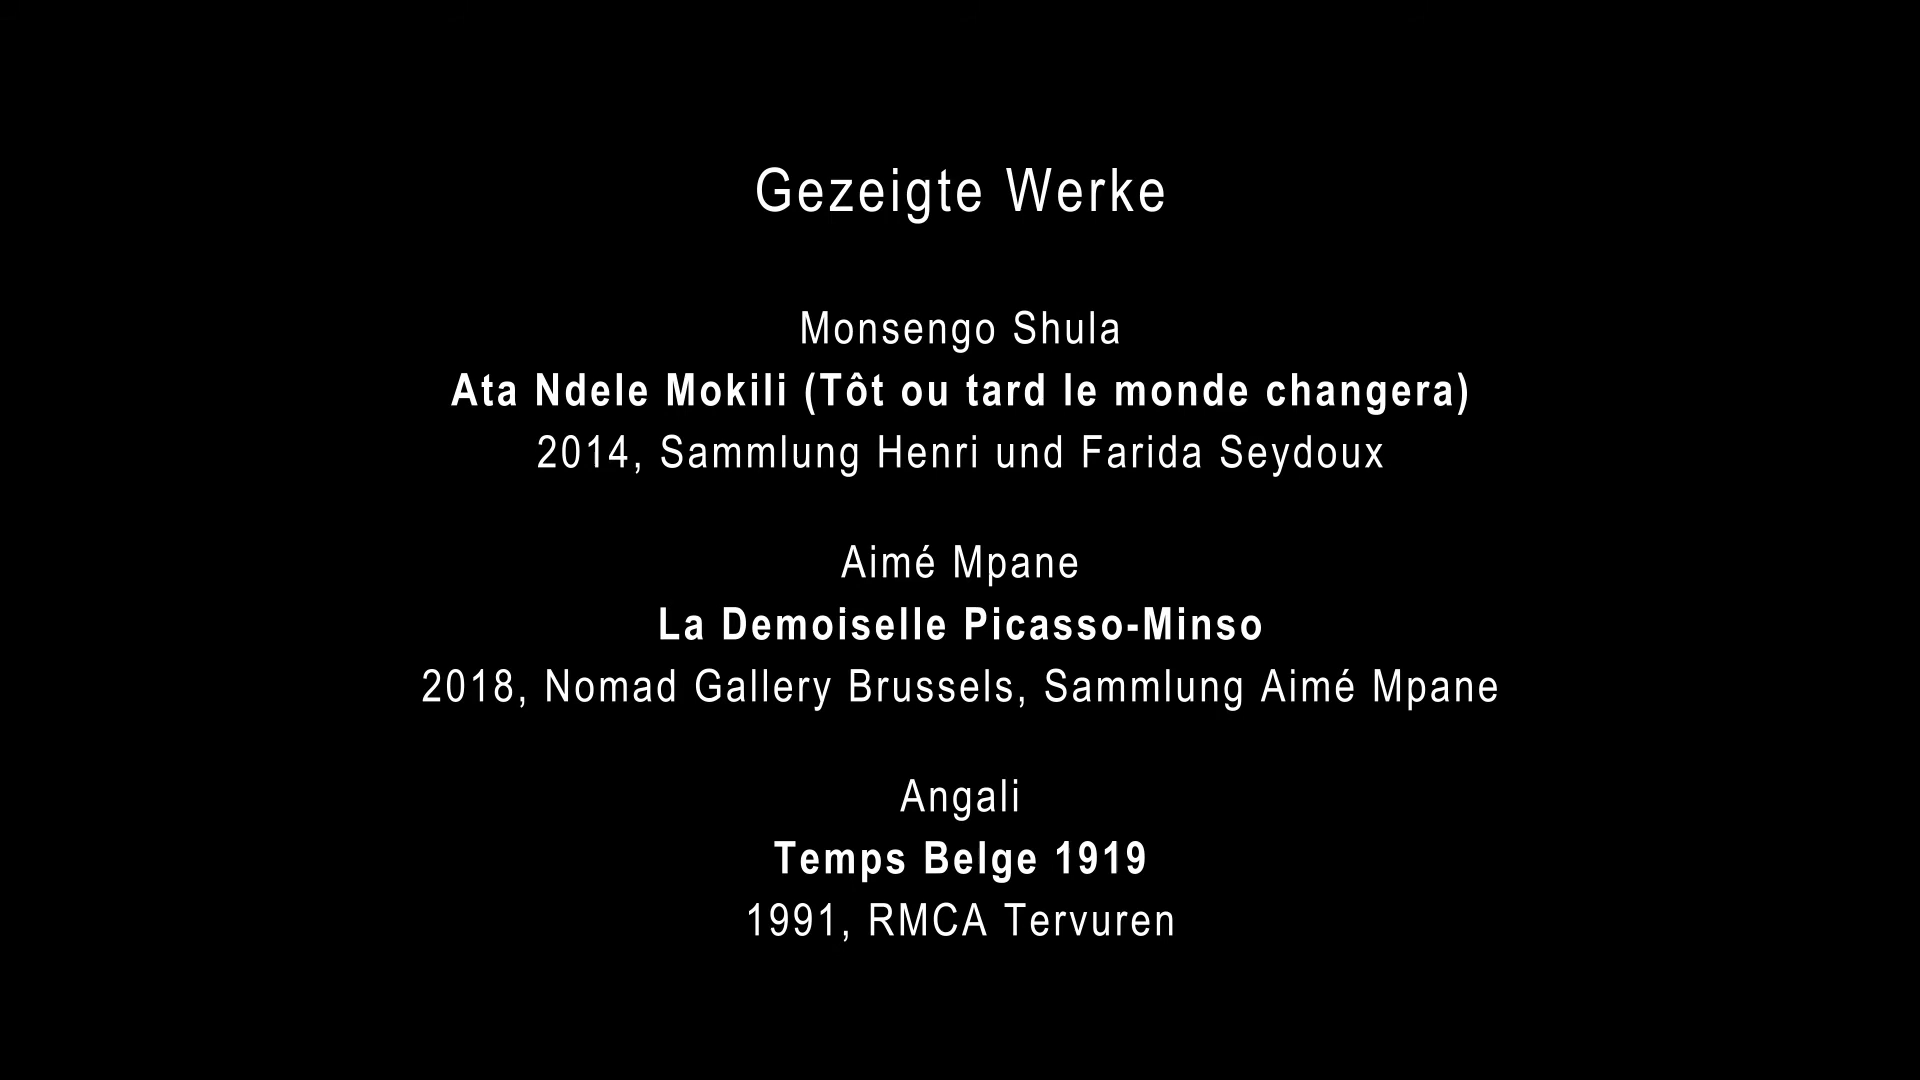 Gezeigte Werke
Monsengo Shula
Ata Ndele Mokili (Tôt ou tard le monde changera)
2014, Sammlung Henri und Farida Seydoux
Aimé Mpane
La Demoiselle Picasso-Minso
2018, Nomad Gallery Brussels, Sammlung Aimé Mpane
Angali
Temps Belge 1919
1991, RMCA Tervuren